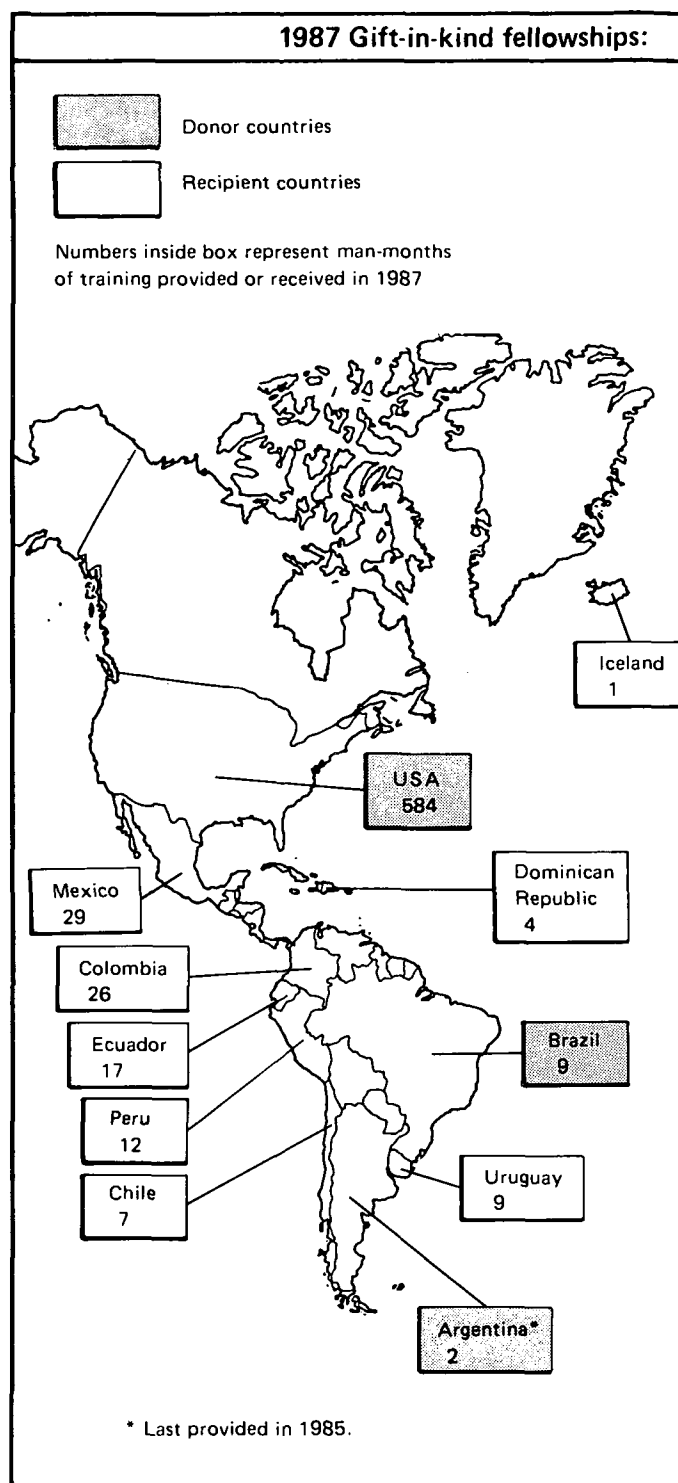 1987 Gift-in-kind fellowships:
Donor countries
Recipient countries
Numbers inside box represent man-months
of training provided or received in 1987
Iceland
1
USA
584
Mexico
29
Dominican
Republic
4
Colombia
26
Ecuador
17
Brazil
9
Peru
12
Chile
7
Uruguay
9
Argentina*
2
* Last provided in 1985.